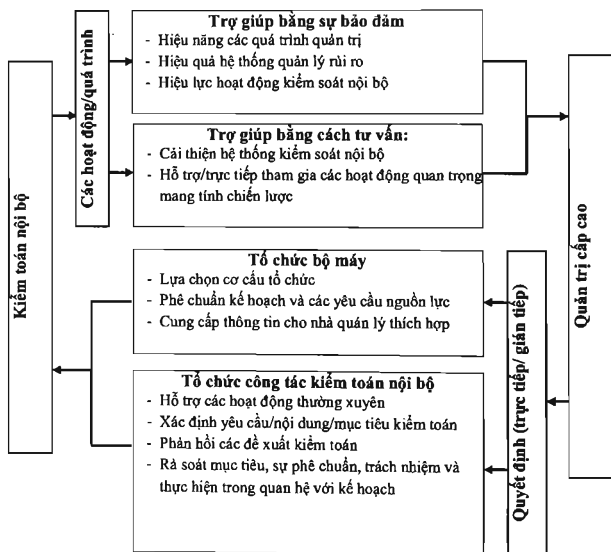 Kiểm toán nội bộ
Các hoạt động/quá trình
Trợ giúp bằng sự bảo đảm
- Hiệu năng các quá trình quản trị
- Hiệu quả hệ thống quản lý rủi ro
- Hiệu lực hoạt động kiểm soát nội bộ
Trợ giúp bằng cách tư vấn:
- Cải thiện hệ thống kiểm soát nội bộ
- Hỗ trợ/trực tiếp tham gia các hoạt động quan trọng
mang tính chiến lược
Tổ chức bộ máy
- Lựa chọn cơ cấu tổ chức
- Phê chuẩn kế hoạch và các yêu cầu nguồn lực
- Cung cấp thông tin cho nhà quản lý thích hợp
Tổ chức công tác kiểm toán nội bộ
- Hỗ trợ các hoạt động thường xuyên
- Xác định yêu cầu/nội dung/mục tiêu kiểm toán
- Phản hồi các đề xuất kiểm toán
- Rà soát mục tiêu, sự phê chuẩn, trách nhiệm và
thực hiện trong quan hệ với kế hoạch
Quyết định (trực tiếp/ gián tiếp)
Quản trị cấp cao